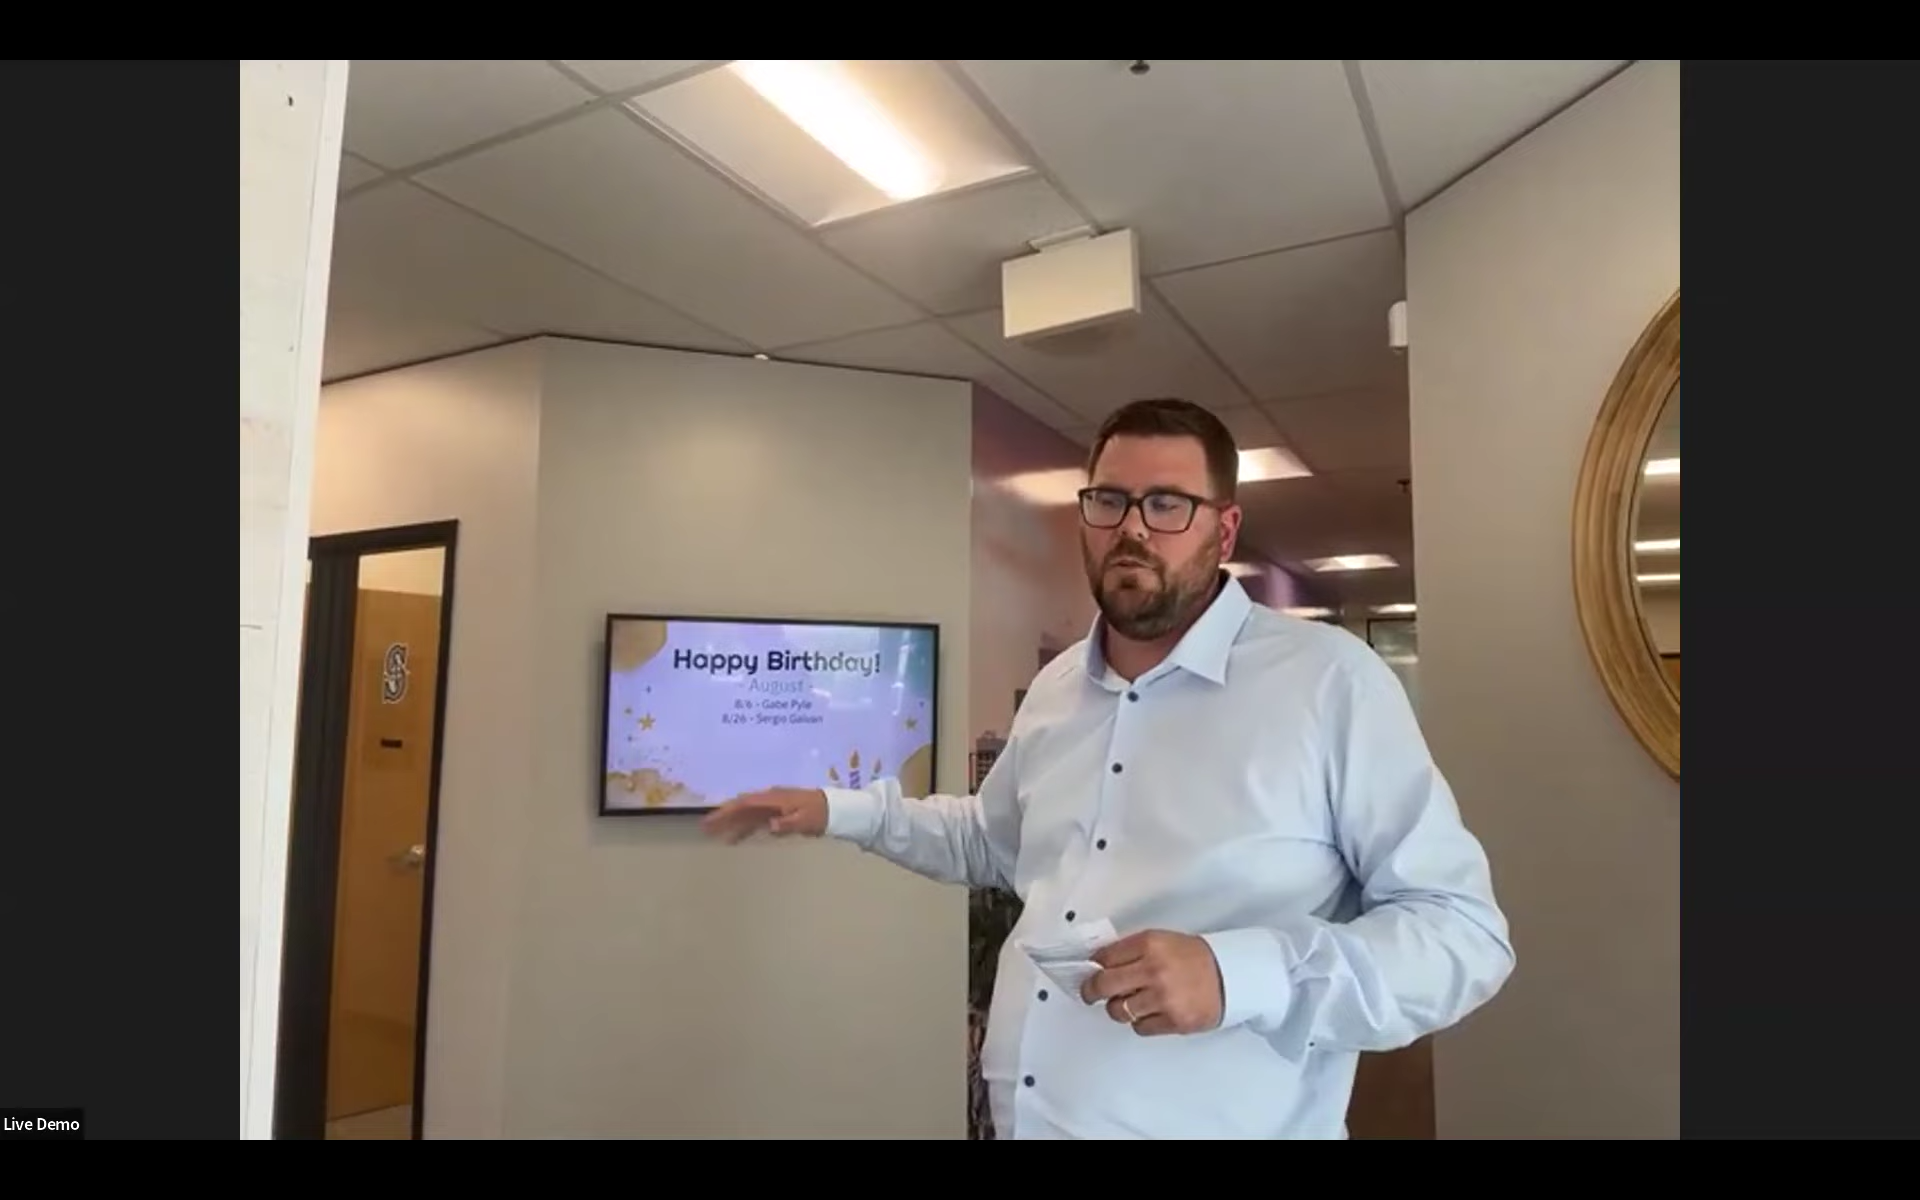 Happy Birthday!
- August -
8/6 - Gabe Pyle
8/26 - Sergio Galvan
Live Demo